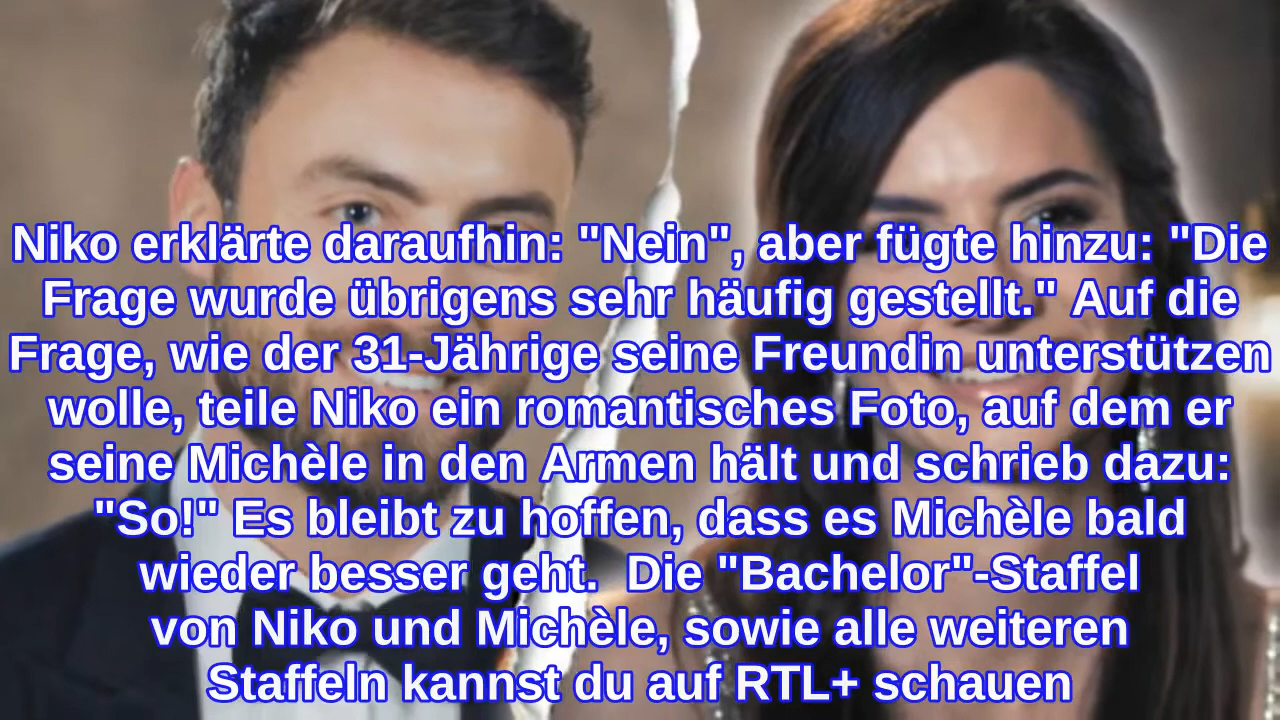 Niko erklärte daraufhin: "Nein", aber fügte hinzu: "Die
Frage wurde übrigens sehr häufig gestellt." Auf die
Frage, wie der 31-Jährige seine Freundin unterstützen
wolle, teile Niko ein romantisches Foto, auf dem er
seine Michèle in den Armen hält und schrieb dazu:
"So!" Es bleibt zu hoffen, dass es Michèle bald
wieder besser geht.  Die "Bachelor"-Staffel
von Niko und Michèle, sowie alle weiteren
Staffeln kannst du auf RTL+ schauen